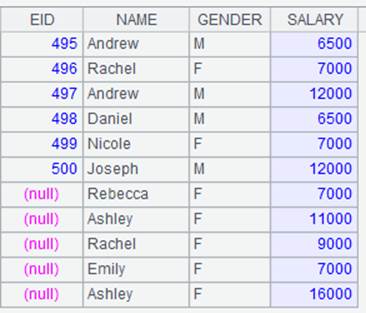 EID NAME GENDER SALARY
495 Andrew M 6500
496 Rachel F 7000
497 Andrew M 12000
498 Daniel M 6500
499 Nicole F 7000
500 Joseph M 12000
(null) Rebecca F 7000
(null) Ashley F 11000
(null) Rachel F 9000
(null) Emily F 7000
(null) Ashley F 16000